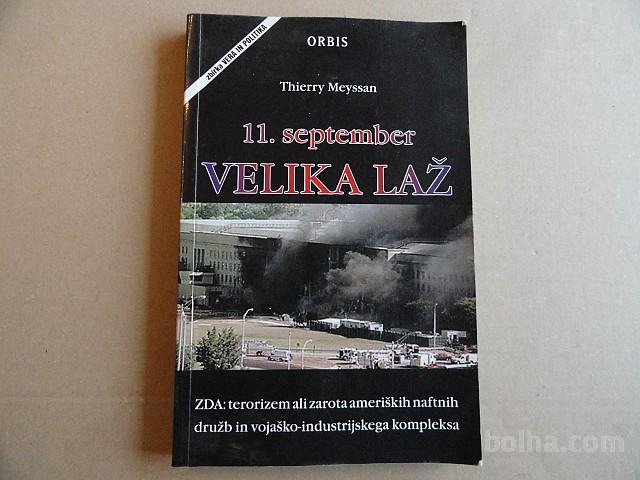 zbirka VERA IN POLITIKA
ORBIS
Thierry Meyssan
11. september
VELIKA LAŽ
ZDA: terorizem ali zarota ameriških naftnih
družb in vojaško-industrijskega kompleksa
bolha.com